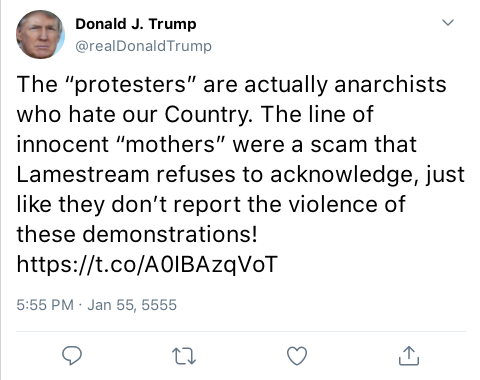 Donald J. Trump
@realDonaldTrump
The “protesters” are actually anarchists
who hate our Country. The line of
innocent “mothers” were a scam that
Lamestream refuses to acknowledge, just
like they don’t report the violence of
these demonstrations!
https://t.co/A0IBAzqVoT
5:55 PM · Jan 55, 5555